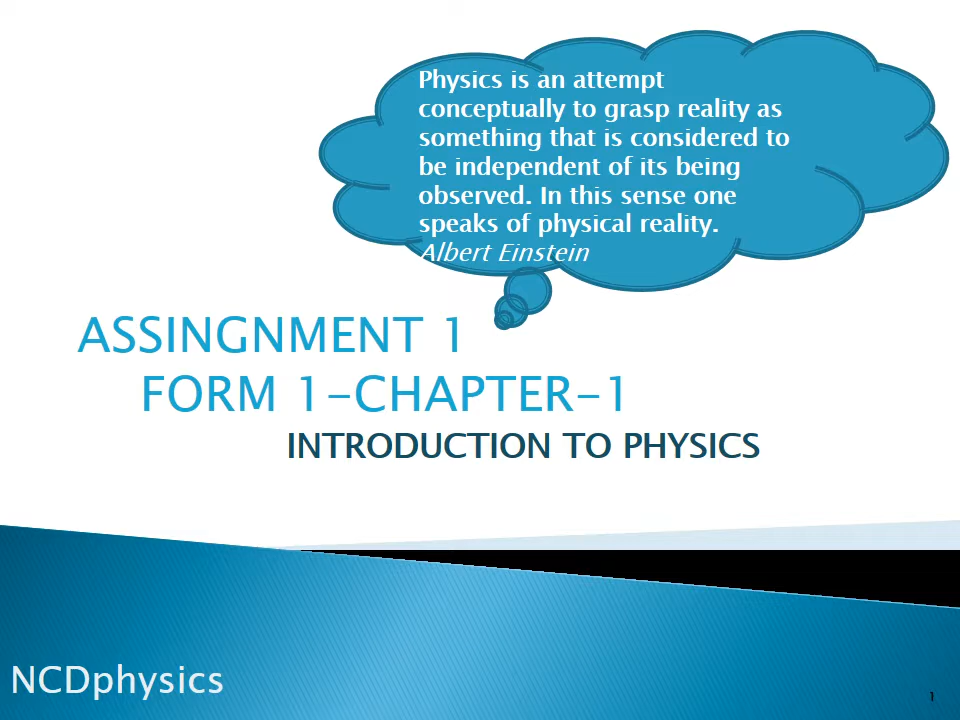 Physics is an attempt
conceptually to grasp reality as
something that is considered to
be independent of its being
observed. In this sense one
speaks of physical reality.
Albert Einstein
ASSINGNMENT 1
FORM 1-CHAPTER-1
INTRODUCTION TO PHYSICS
NCDphysics
1